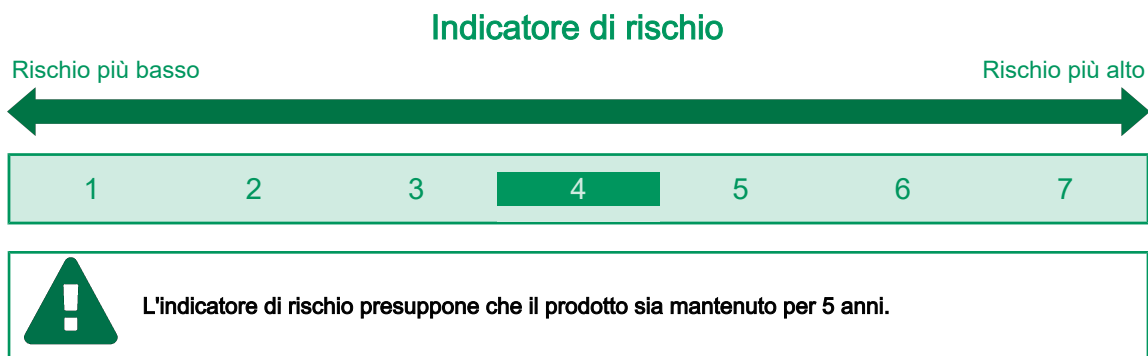 Indicatore di rischio
Rischio più basso Rischio più alto
1 2 3 4 5 6 7
L'indicatore di rischio presuppone che il prodotto sia mantenuto per 5 anni.